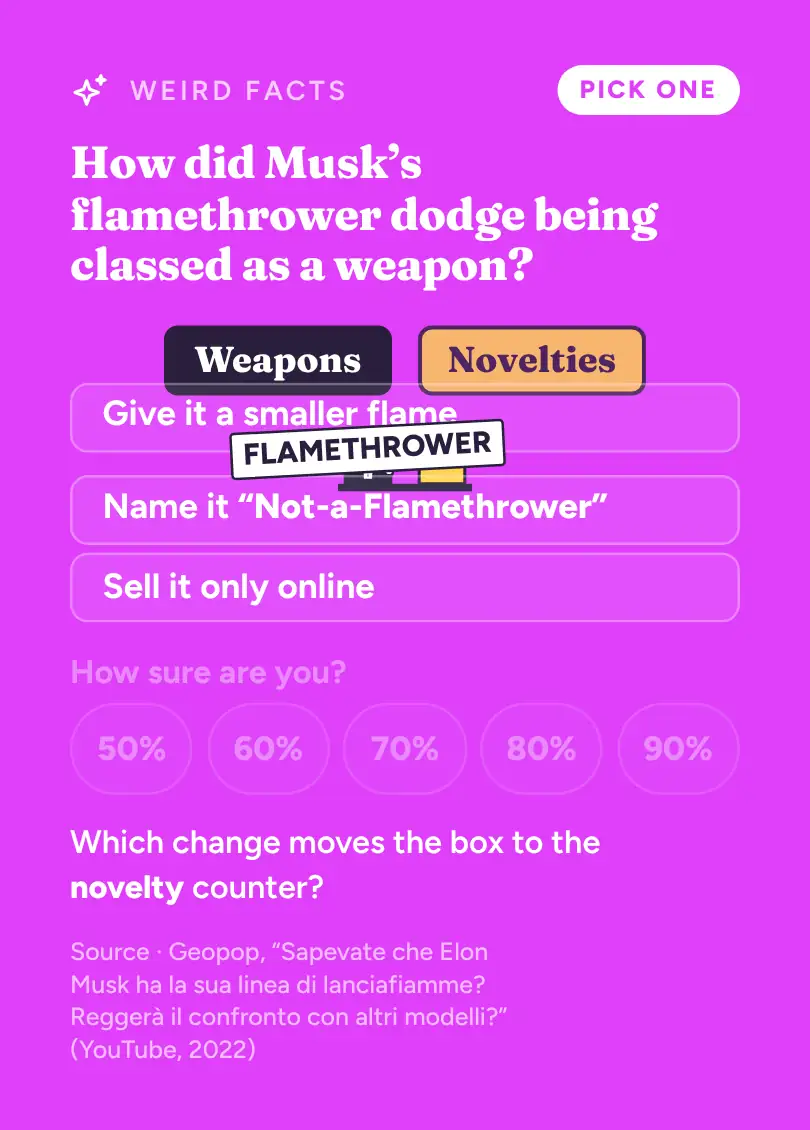 WEIRD FACTS
PICK ONE
How did Musk’s
flamethrower dodge being
classed as a weapon?
Weapons
Novelties
Give it a smaller flame
FLAMETHROWER
Name it “Not-a-Flamethrower”
Sell it only online
How sure are you?
50% 60% 70% 80% 90%
Which change moves the box to the
novelty counter?
Source · Geopop, “Sapevate che Elon
Musk ha la sua linea di lanciafiamme?
Reggerà il confronto con altri modelli?”
(YouTube, 2022)